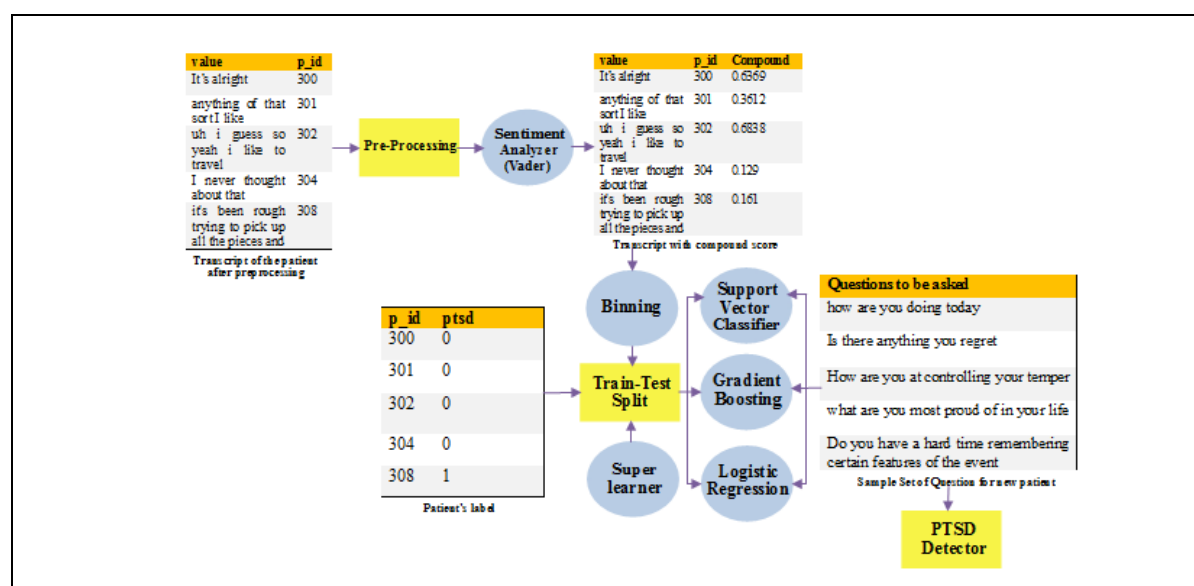 value p_id
It's alright 300
anything of that 301
sort I like
uh i guess so 302
yeah i like to
travel
I never thought 304
about that
it's been rough 308
trying to pick up
all the pieces and
Transcript of the patient
after preprocessing
Pre-Processing
Sentiment
Analyzer
(Vader)
value p_id Compound
It's alright 300 0.6369
anything of that 301 0.3612
sort I like
uh i guess so 302 0.6838
yeah i like to
travel
I never thought 304 0.129
about that
it's been rough 308 0.161
trying to pick up
all the pieces and
Transcript with compound score
Binning
p_id ptsd
300 0
301 0
302 0
304 0
308 1
Patient's label
Train-Test
Split
Super
learner
Support
Vector
Classifier
Gradient
Boosting
Logistic
Regression
Questions to be asked
how are you doing today
Is there anything you regret
How are you at controlling your temper
what are you most proud of in your life
Do you have a hard time remembering
certain features of the event
Sample Set of Question for new patient
PTSD
Detector